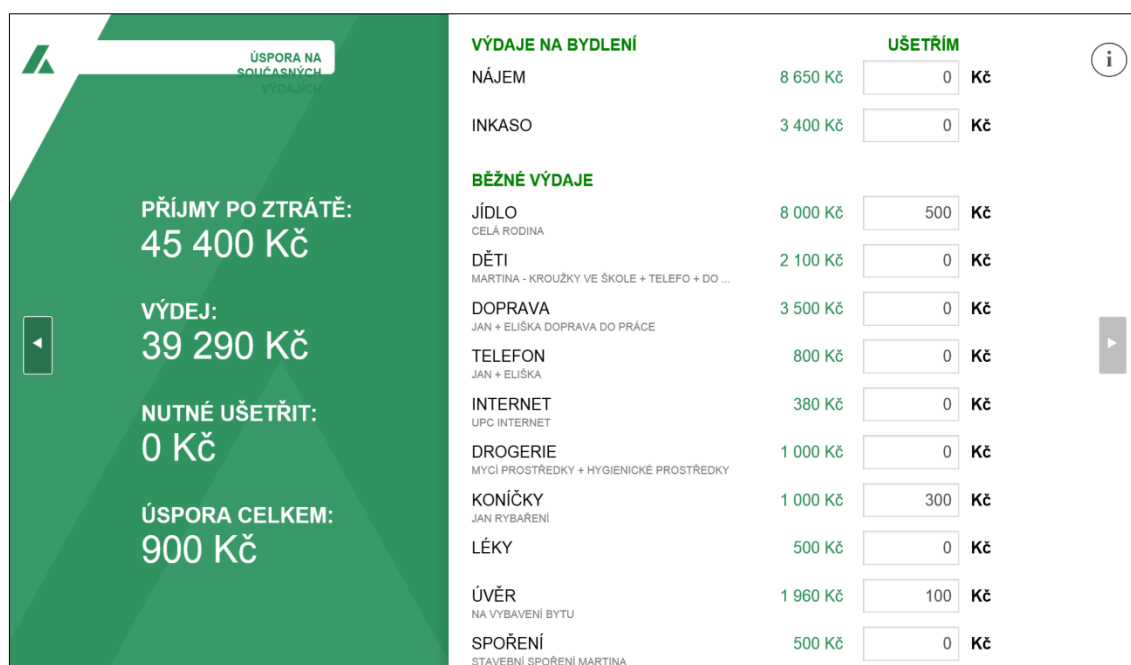 ÚSPORA NA
SOUČASNÝCH
VÝDAJÍCH
PŘÍJMY PO ZTRÁTĚ:
45 400 Kč
VÝDEJ:
39 290 Kč
NUTNÉ UŠETŘIT:
0 Kč
ÚSPORA CELKEM:
900 Kč
VÝDAJE NA BYDLENÍ UŠETŘÍM
NÁJEM 8 650 Kč 0 Kč
INKASO 3 400 Kč 0 Kč
BĚŽNÉ VÝDAJE
JÍDLO 8 000 Kč 500 Kč
CELÁ RODINA
DĚTI 2 100 Kč 0 Kč
MARTINA - KROUŽKY VE ŠKOLE + TELEFO + DO ...
DOPRAVA 3 500 Kč 0 Kč
JAN + ELIŠKA DOPRAVA DO PRÁCE
TELEFON 800 Kč 0 Kč
JAN + ELIŠKA
INTERNET 380 Kč 0 Kč
UPC INTERNET
DROGERIE 1 000 Kč 0 Kč
MYCÍ PROSTŘEDKY + HYGIENICKÉ PROSTŘEDKY
KONÍČKY 1 000 Kč 300 Kč
JAN RYBAŘENÍ
LÉKY 500 Kč 0 Kč
ÚVĚR 1 960 Kč 100 Kč
NA VYBAVENÍ BYTU
SPOŘENÍ 500 Kč 0 Kč
STAVEBNÍ SPOŘENÍ MARTINA
i